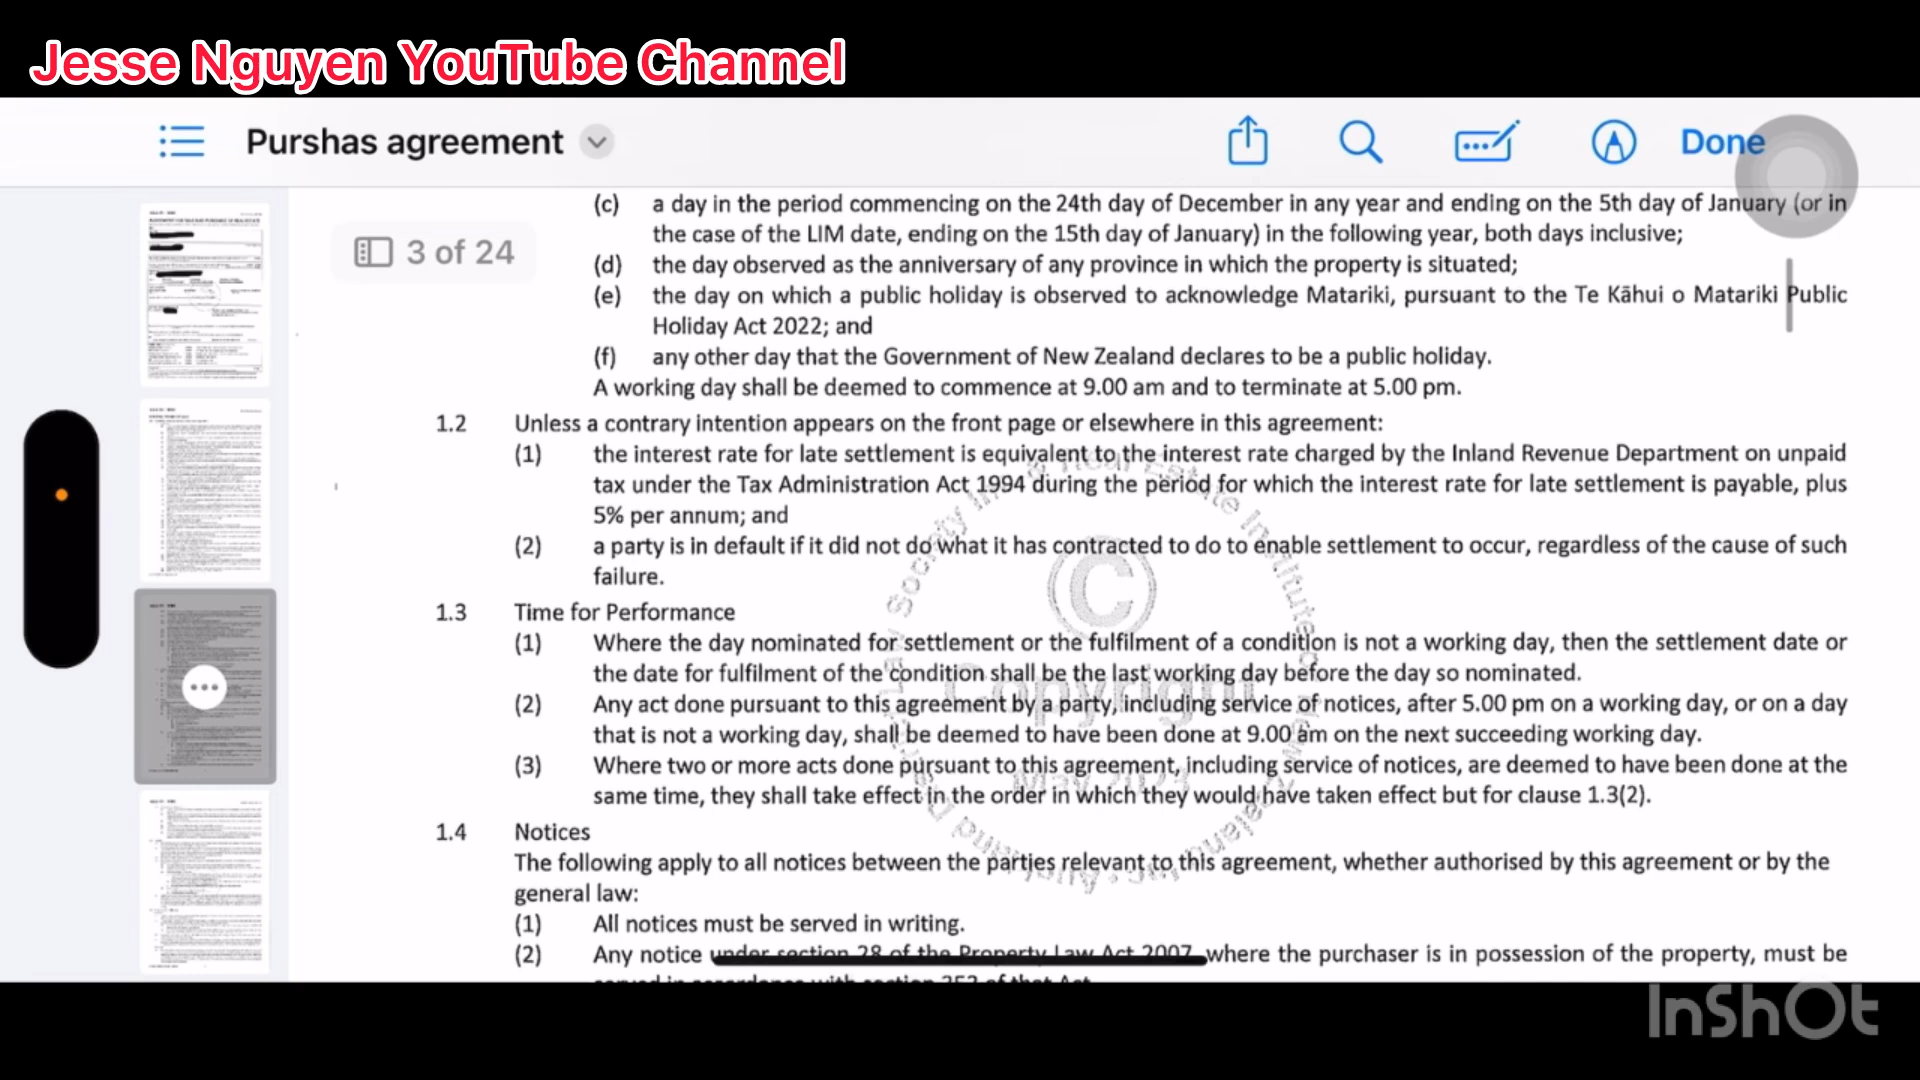 Jesse Nguyen YouTube Channel
Purshas agreement
Done
3 of 24
(c) a day in the period commencing on the 24th day of December in any year and ending on the 5th day of January (or in
the case of the LIM date, ending on the 15th day of January) in the following year, both days inclusive;
(d) the day observed as the anniversary of any province in which the property is situated;
(e) the day on which a public holiday is observed to acknowledge Matariki, pursuant to the Te Kāhui o Matariki Public
Holiday Act 2022; and
(f) any other day that the Government of New Zealand declares to be a public holiday.
A working day shall be deemed to commence at 9.00 am and to terminate at 5.00 pm.
1.2 Unless a contrary intention appears on the front page or elsewhere in this agreement:
(1) the interest rate for late settlement is equivalent to the interest rate charged by the Inland Revenue Department on unpaid
tax under the Tax Administration Act 1994 during the period for which the interest rate for late settlement is payable, plus
5% per annum; and
(2) a party is in default if it did not do what it has contracted to do to enable settlement to occur, regardless of the cause of such
failure.
1.3 Time for Performance
(1) Where the day nominated for settlement or the fulfilment of a condition is not a working day, then the settlement date or
the date for fulfilment of the condition shall be the last working day before the day so nominated.
(2) Any act done pursuant to this agreement by a party, including service of notices, after 5.00 pm on a working day, or on a day
that is not a working day, shall be deemed to have been done at 9.00 am on the next succeeding working day.
(3) Where two or more acts done pursuant to this agreement, including service of notices, are deemed to have been done at the
same time, they shall take effect in the order in which they would have taken effect but for clause 1.3(2).
1.4 Notices
The following apply to all notices between the parties relevant to this agreement, whether authorised by this agreement or by the
general law:
(1) All notices must be served in writing.
(2) Any notice under section 28 of the Property Law Act 2007, where the purchaser is in possession of the property, must be
served in accordance with section 353 of that Act
©
Copyright
May 2023
InShOt